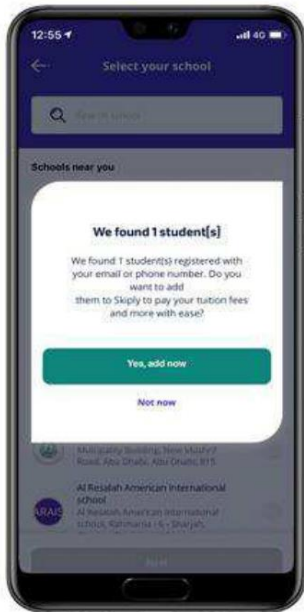 12:55
4G
Select your school
Search school
Schools near you
We found 1 student[s]
We found 1 student(s) registered with
your email or phone number. Do you
want to add
them to Skiply to pay your tuition fees
and more with ease?
Yes, add now
Not now
Municipality Building, New Mushrif
Road, Abu Dhabi, Abu Dhabi, 815
Al Resalah American International
school
ARAIS
Al Resalah American International
school, Rahmania - 6 - Sharjah,
Next